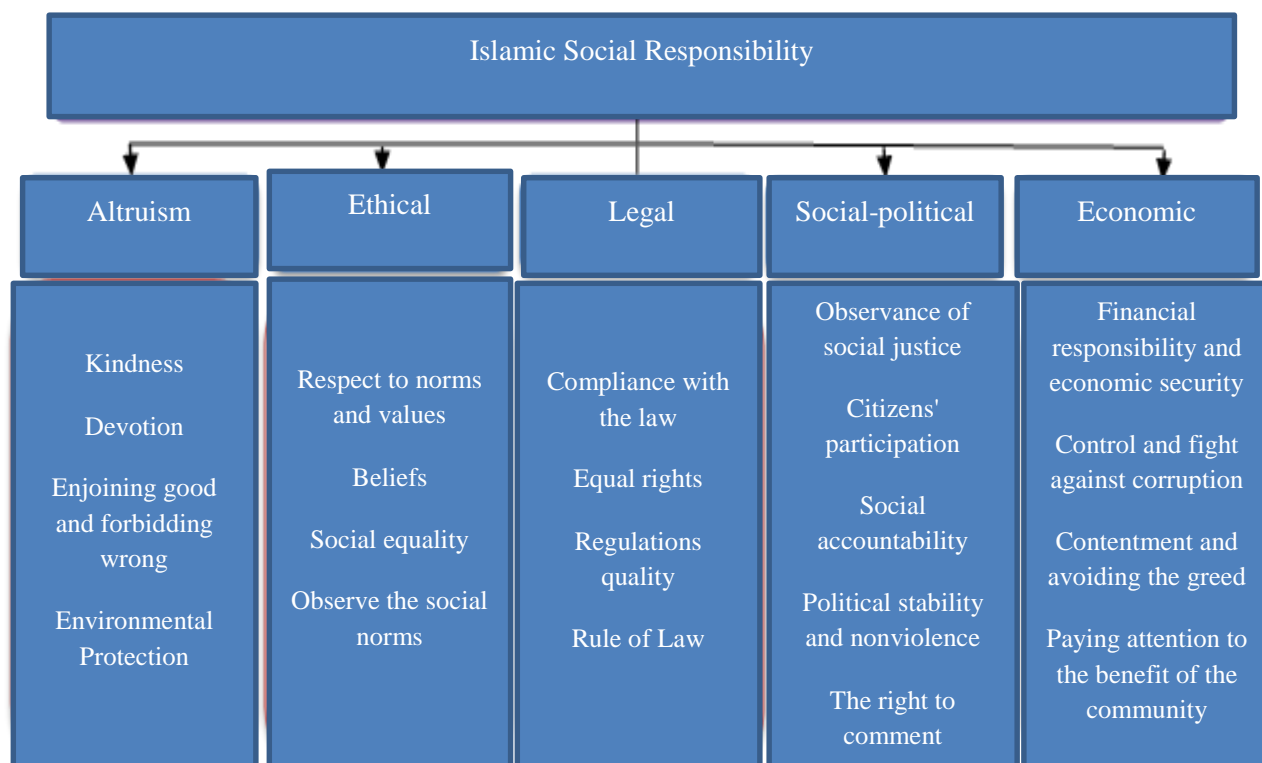 Islamic Social Responsibility
Altruism
Ethical
Legal
Social-political
Economic
Kindness
Devotion
Enjoining good
and forbidding
wrong
Environmental
Protection
Respect to norms
and values
Beliefs
Social equality
Observe the social
norms
Compliance with
the law
Equal rights
Regulations
quality
Rule of Law
Observance of
social justice
Citizens'
participation
Social
accountability
Political stability
and nonviolence
The right to
comment
Financial
responsibility and
economic security
Control and fight
against corruption
Contentment and
avoiding the greed
Paying attention to
the benefit of the
community